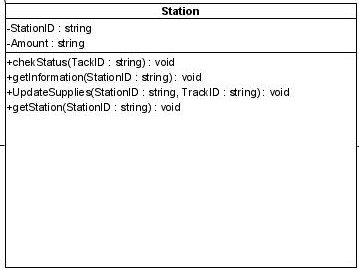 Station
-StationID : string
-Amount : string
+chekStatus(TackID : string) : void
+getInformation(StationID : string) : void
+UpdateSupplies(StationID : string, TrackID : string) : void
+getStation(StationID : string) : void